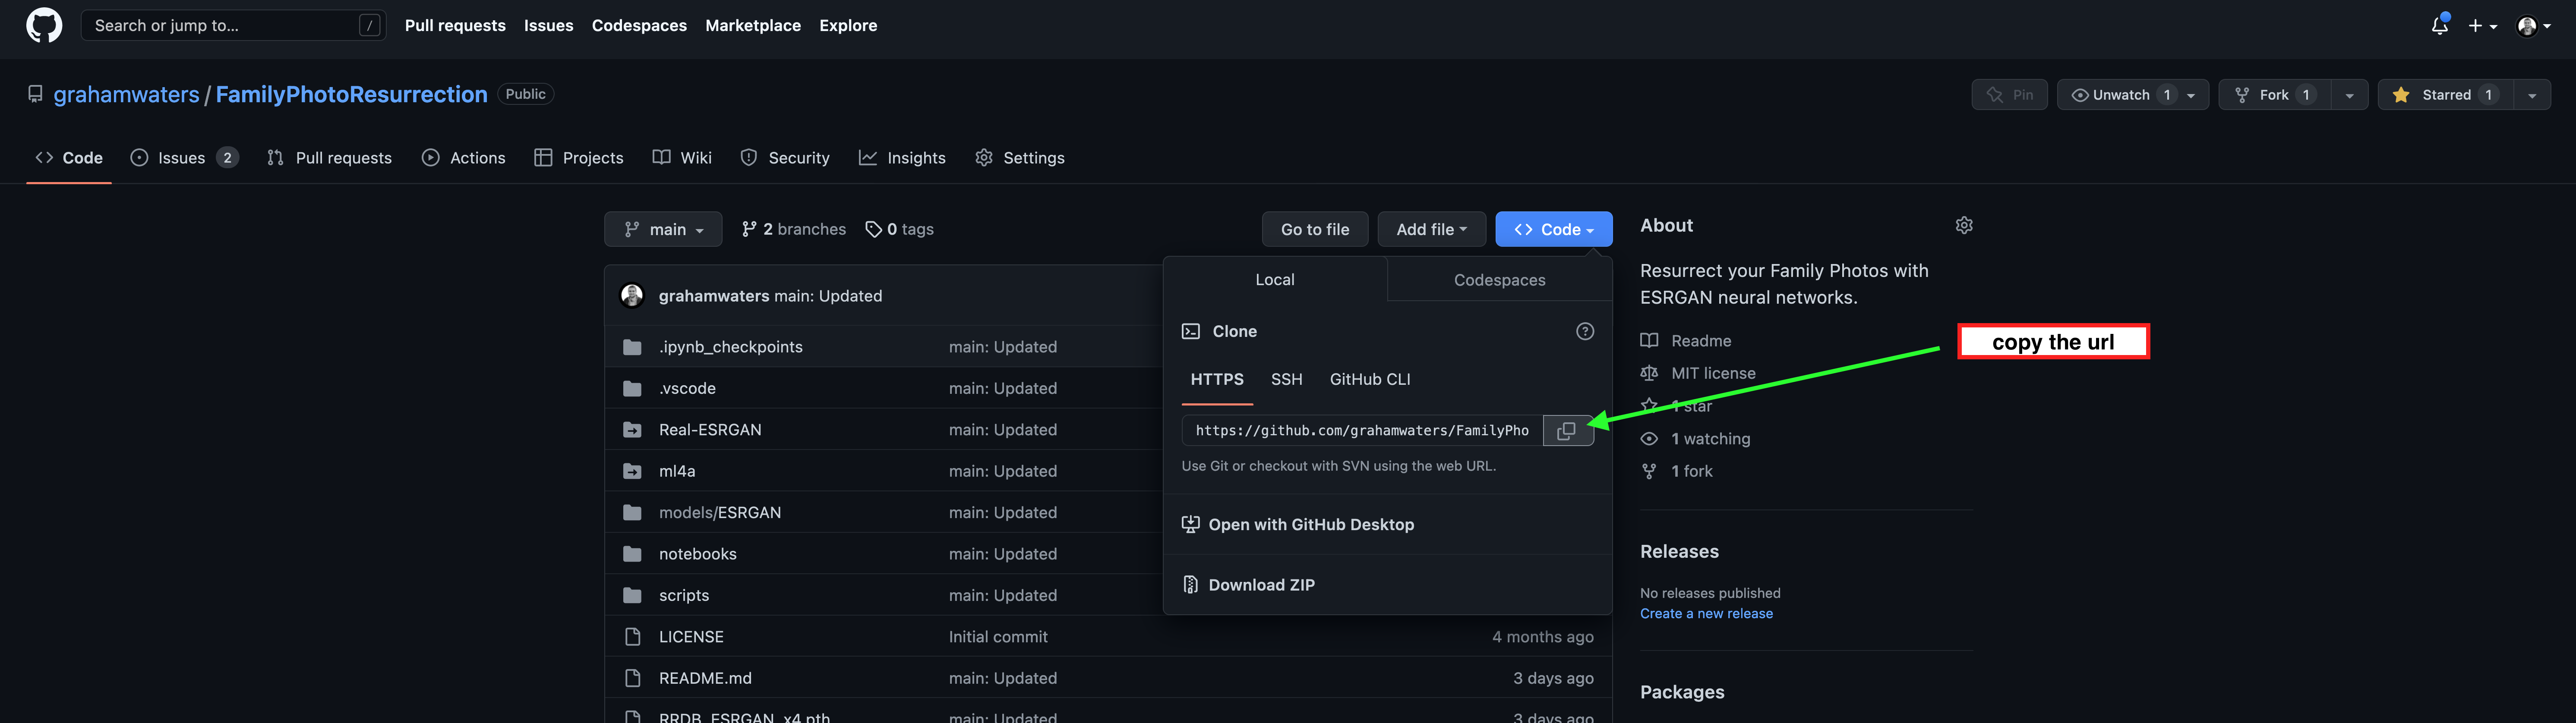 Search or jump to... /
Pull requests Issues Codespaces Marketplace Explore
grahamwaters / FamilyPhotoResurrection Public
Pin Unwatch 1 Fork 1 Starred 1
Code Issues 2 Pull requests Actions Projects Wiki Security Insights Settings
main 2 branches 0 tags Go to file Add file Code
grahamwaters main: Updated
.ipynb_checkpoints main: Updated
.vscode main: Updated
Real-ESRGAN main: Updated
ml4a main: Updated
models/ESRGAN main: Updated
notebooks main: Updated
scripts main: Updated
LICENSE Initial commit 4 months ago
README.md main: Updated 3 days ago
RRDB_ESRGAN_x4.pth main: Updated 3 days ago
Local Codespaces
Clone
HTTPS SSH GitHub CLI
https://github.com/grahamwaters/FamilyPho
Use Git or checkout with SVN using the web URL.
Open with GitHub Desktop
Download ZIP
About
Resurrect your Family Photos with
ESRGAN neural networks.
Readme
MIT license
1 star
1 watching
1 fork
copy the url
Releases
No releases published
Create a new release
Packages